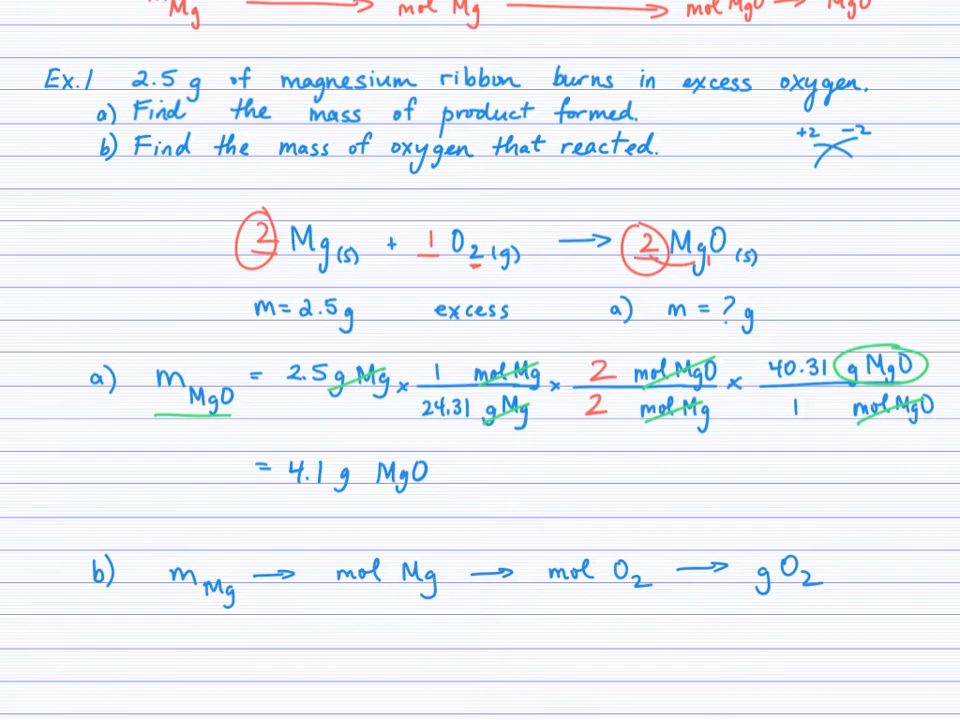 Mg → mol Mg → mol MgO → MgO
Ex.1 2.5 g of magnesium ribbon burns in excess oxygen.
a) Find the mass of product formed.
b) Find the mass of oxygen that reacted.
+2 -2
2 Mg (s) + 1 O2 (g) → 2 MgO (s)
1
m = 2.5 g excess a) m = ? g
a) m MgO = 2.5 g Mg × 1 mol Mg / 24.31 g Mg × 2 mol MgO / 2 mol Mg × 40.31 g MgO / 1 mol MgO
= 4.1 g MgO
b) m Mg → mol Mg → mol O2 → g O2